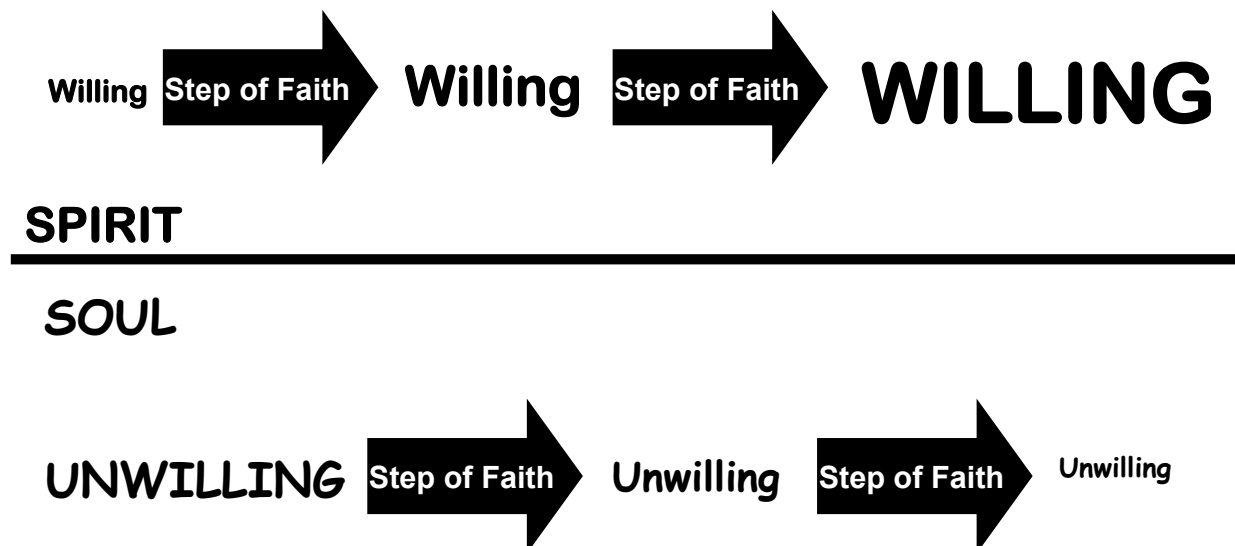 Willing Step of Faith Willing Step of Faith WILLING
SPIRIT
SOUL
UNWILLING Step of Faith Unwilling Step of Faith Unwilling